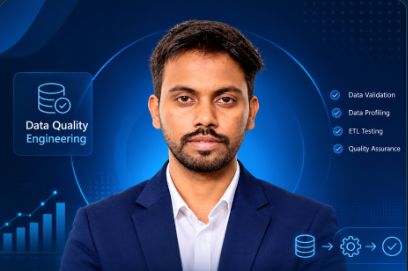 Data Quality
Engineering
Data Validation
Data Profiling
ETL Testing
Quality Assurance